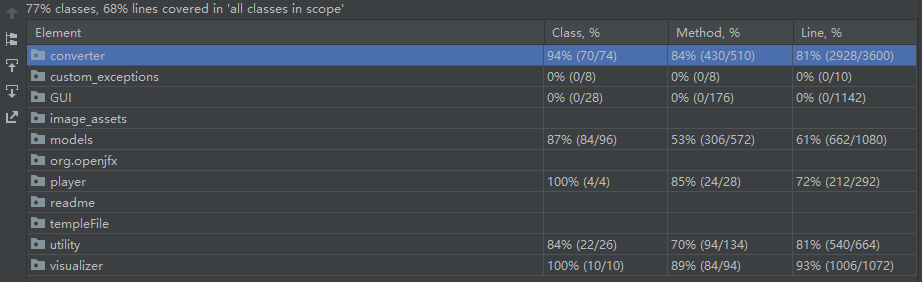 77% classes, 68% lines covered in 'all classes in scope'
Element Class, % Method, % Line, %
converter 94% (70/74) 84% (430/510) 81% (2928/3600)
custom_exceptions 0% (0/8) 0% (0/8) 0% (0/10)
GUI 0% (0/28) 0% (0/176) 0% (0/1142)
image_assets
models 87% (84/96) 53% (306/572) 61% (662/1080)
org.openjfx
player 100% (4/4) 85% (24/28) 72% (212/292)
readme
templeFile
utility 84% (22/26) 70% (94/134) 81% (540/664)
visualizer 100% (10/10) 89% (84/94) 93% (1006/1072)